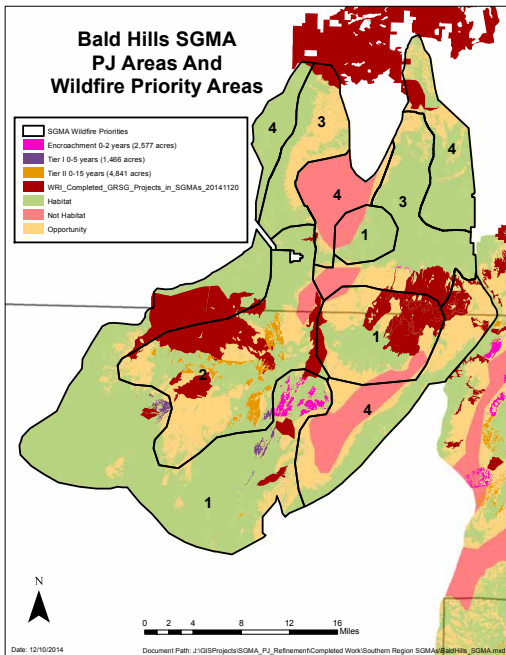 Bald Hills SGMA
PJ Areas And
Wildfire Priority Areas
SGMA Wildfire Priorities
Encroachment 0-2 years (2,577 acres)
Tier I 0-5 years (1,466 acres)
Tier II 0-15 years (4,841 acres)
WRI_Completed_GRSG_Projects_in_SGMAs_20141120
Habitat
Not Habitat
Opportunity
4
3
4
4
3
1
1
2
4
1
N
0 2 4 6 8 12 16
Miles
Date: 12/10/2014
Document Path: J:\GISProjects\SGMA_PJ_Refinement\Completed Work\Southern Region SGMAs\BaldHills_SGMA.mxd